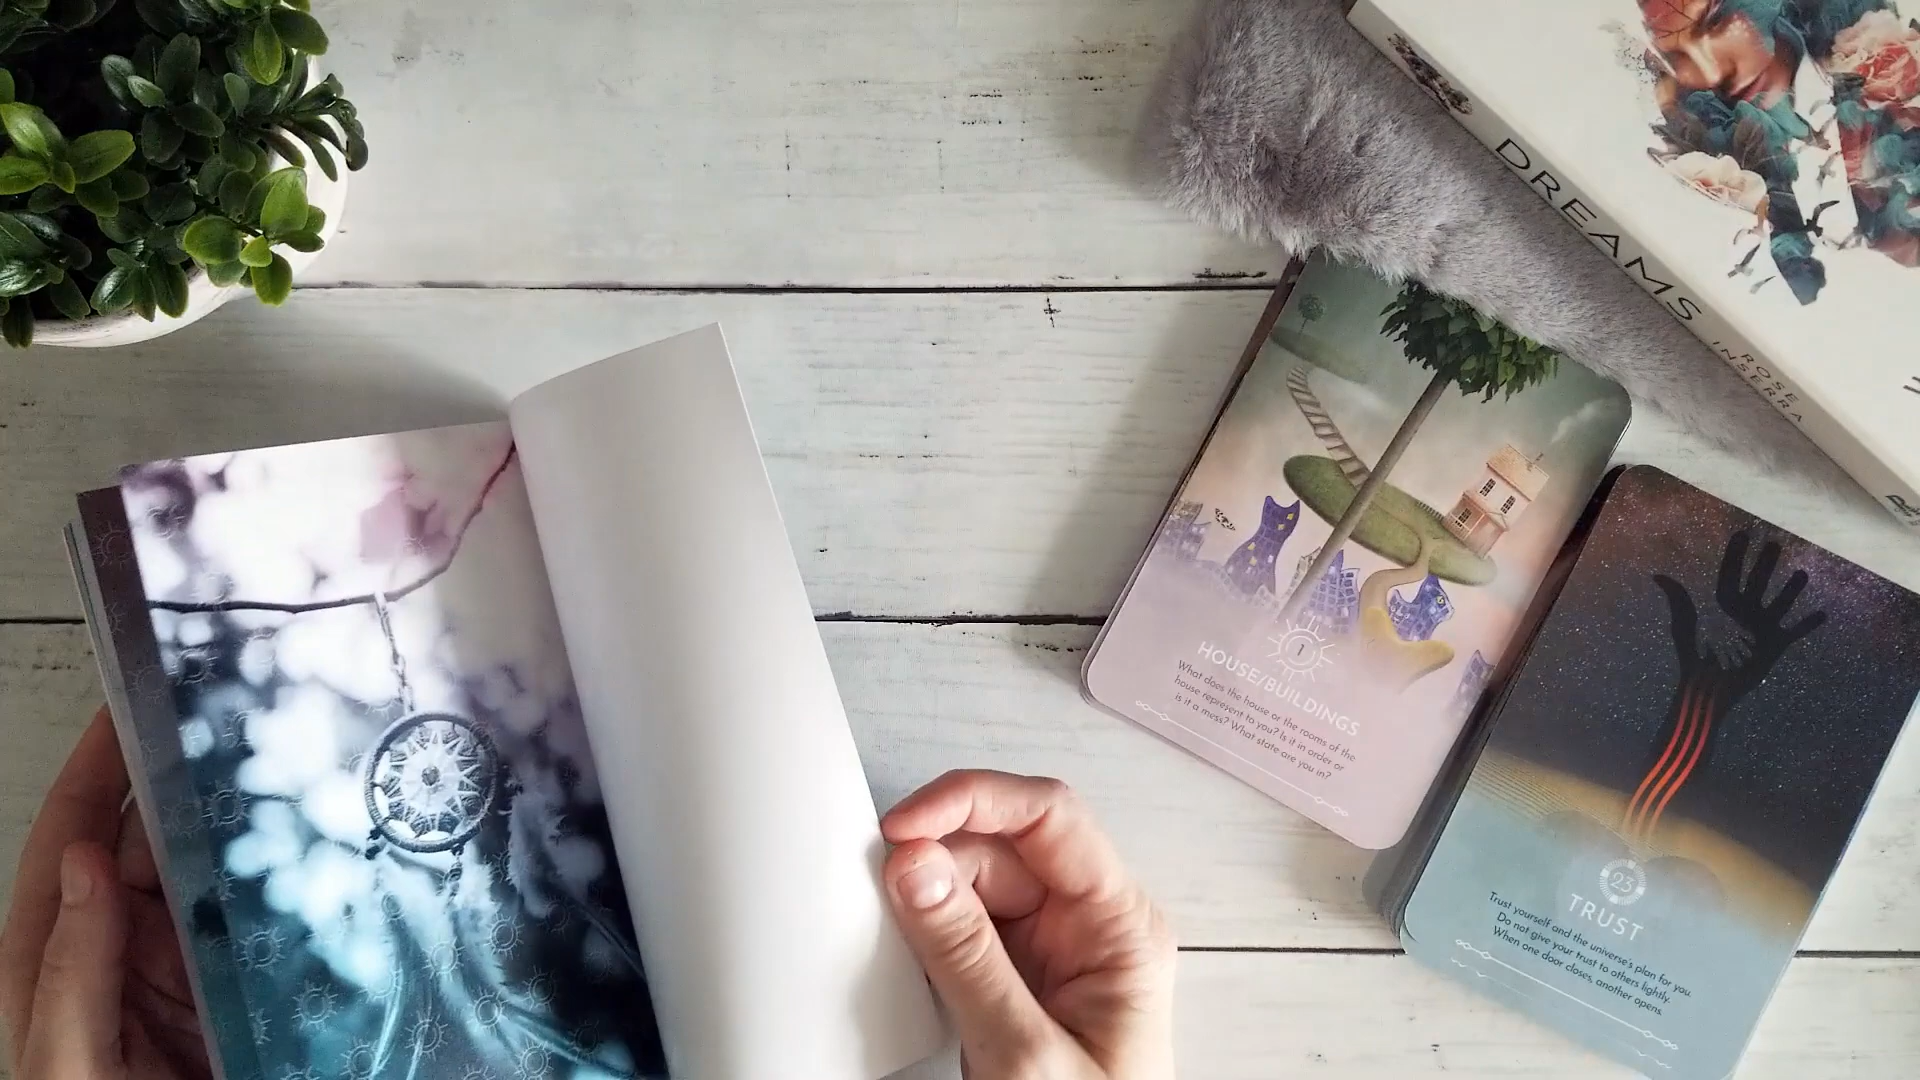 DREAMS
ROSE
INSERRA
1
HOUSE/BUILDINGS
What does the house or the rooms of the
house represent to you? Is it in order or
is it a mess? What state are you in?
23
TRUST
Trust yourself and the universe's plan for you.
Do not give your trust to others lightly.
When one door closes, another opens.